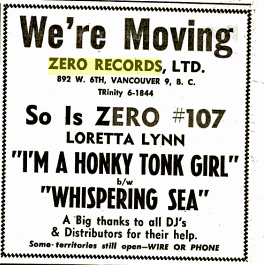 We're Moving
ZERO RECORDS, LTD.
892 W. 6TH, VANCOUVER 9, B. C.
TRinity 6-1844
So Is ZERO #107
LORETTA LYNN
"I'M A HONKY TONK GIRL"
b/w
"WHISPERING SEA"
A Big thanks to all DJ's
& Distributors for their help.
Some territories still open—WIRE OR PHONE